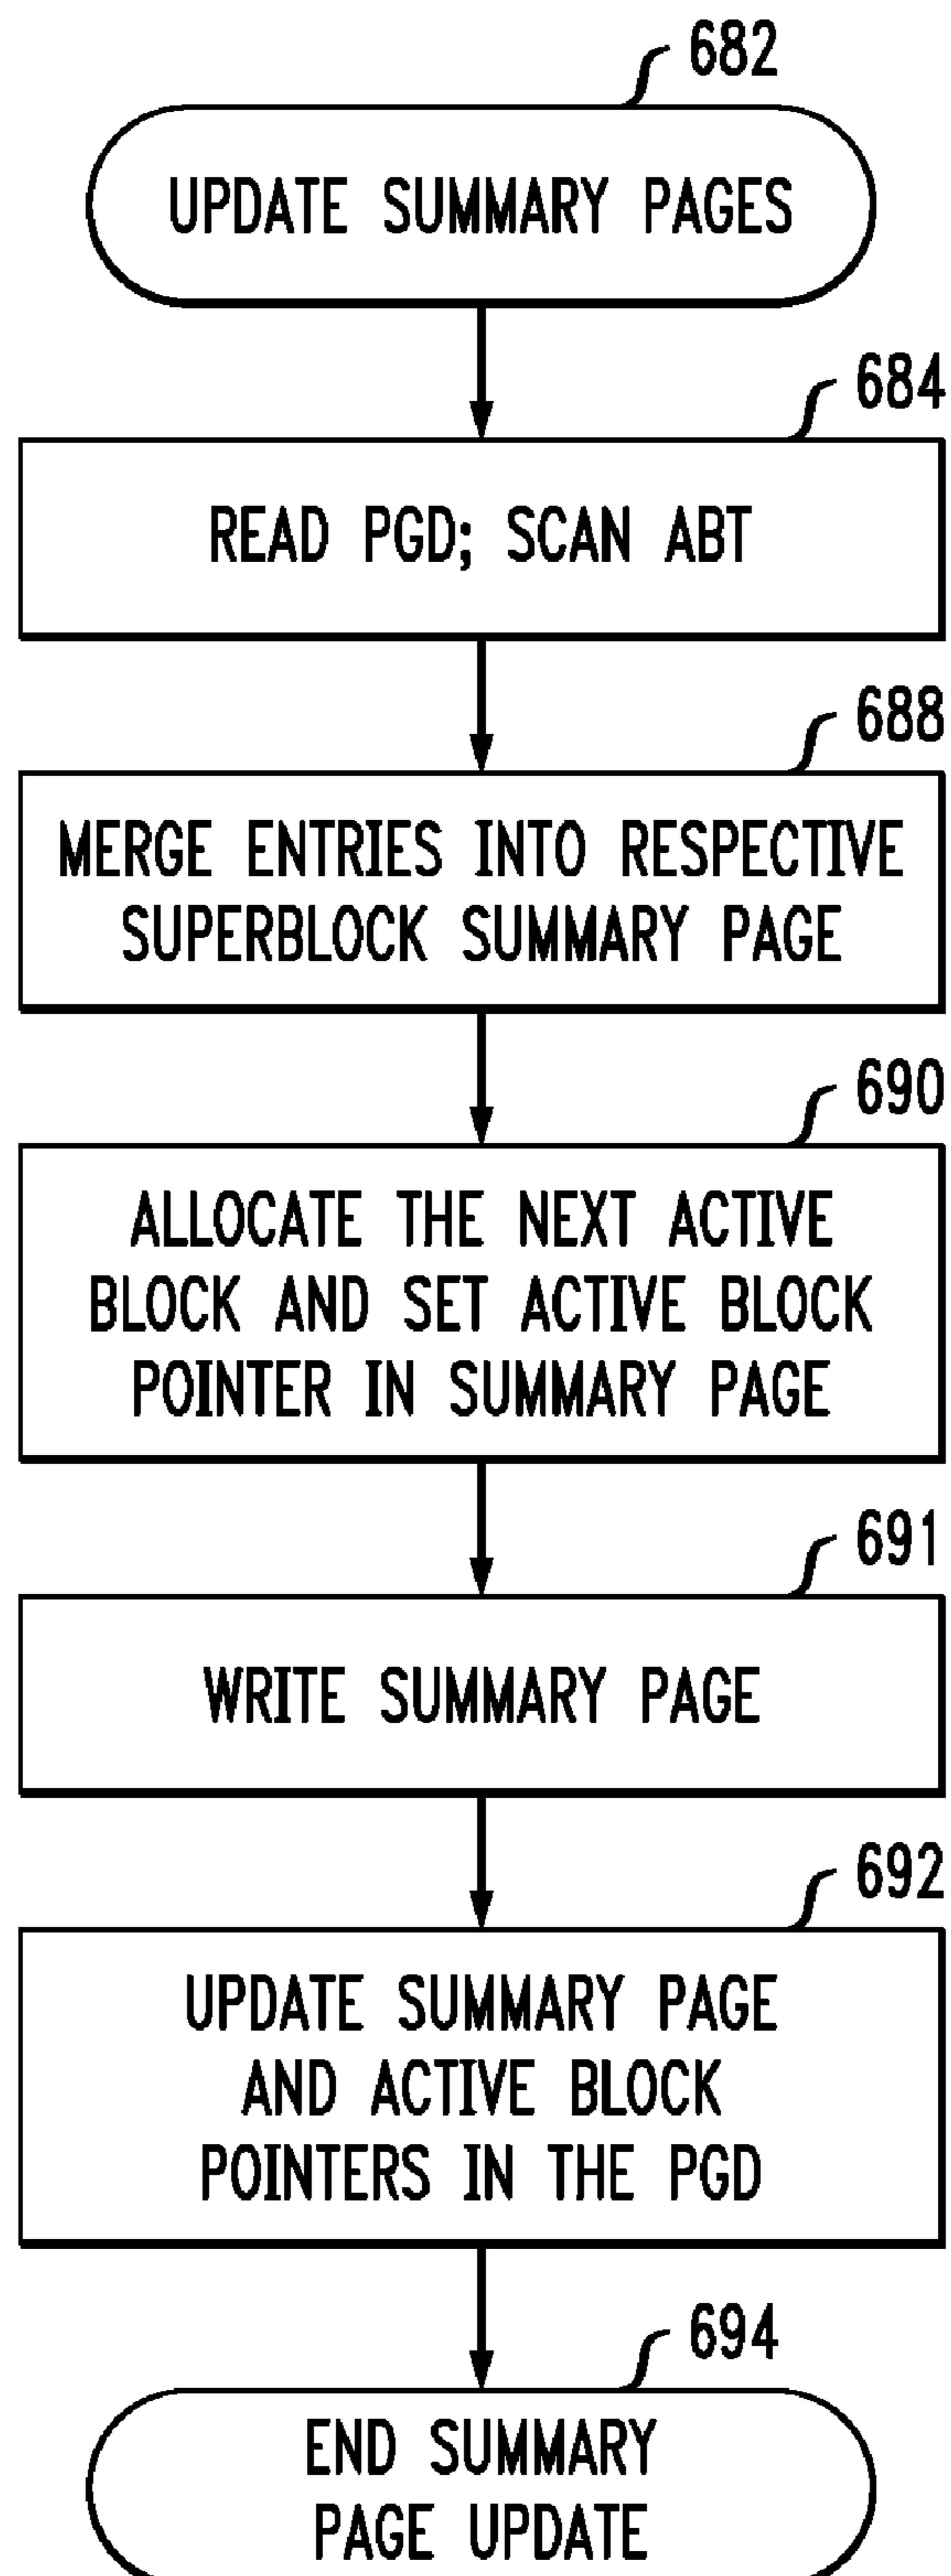 682
UPDATE SUMMARY PAGES
684
READ PGD; SCAN ABT
688
MERGE ENTRIES INTO RESPECTIVE
SUPERBLOCK SUMMARY PAGE
690
ALLOCATE THE NEXT ACTIVE
BLOCK AND SET ACTIVE BLOCK
POINTER IN SUMMARY PAGE
691
WRITE SUMMARY PAGE
692
UPDATE SUMMARY PAGE
AND ACTIVE BLOCK
POINTERS IN THE PGD
694
END SUMMARY
PAGE UPDATE